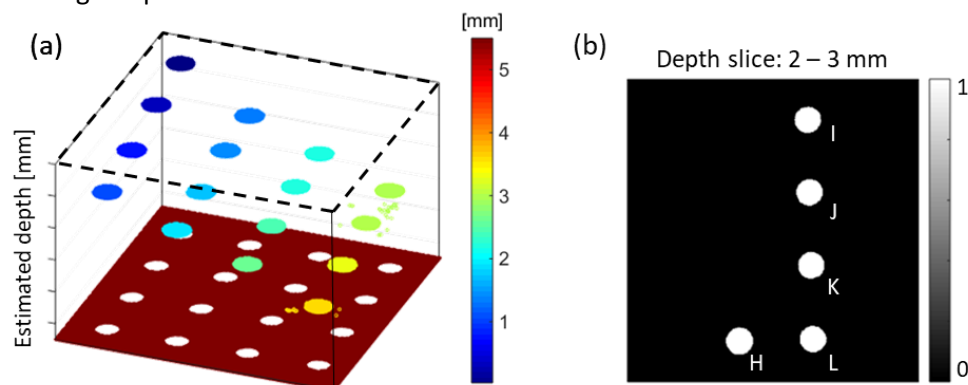 (a)
Estimated depth [mm]
[mm]
5
4
3
2
1
(b)
Depth slice: 2 – 3 mm
I
J
K
H
L
1
0